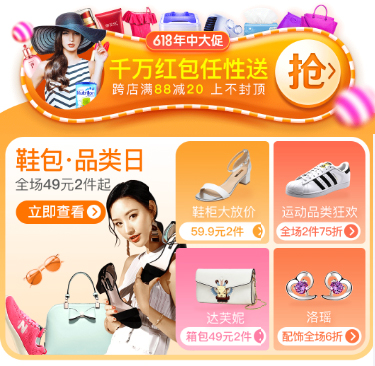 618年中大促
千万红包任性送
跨店满88减20 上不封顶
抢
鞋包·品类日
全场49元2件起
立即查看
鞋柜大放价
59.9元2件
运动品类狂欢
全场2件75折
达芙妮
箱包49元2件
洛瑶
配饰全场6折
Nutrilon
N